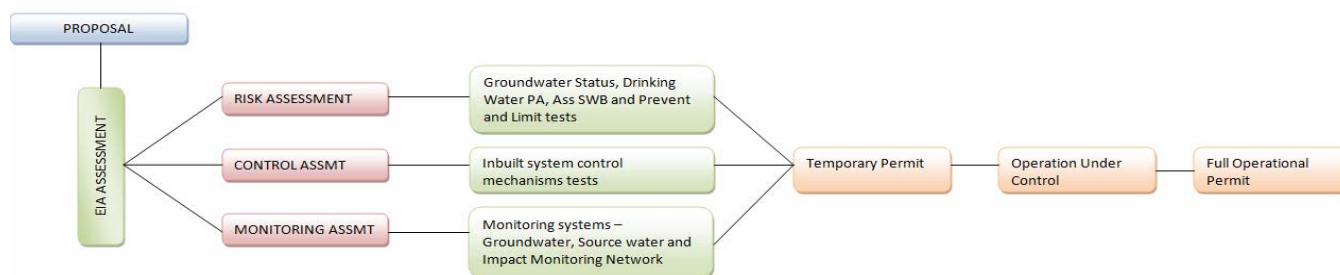 PROPOSAL
EIA ASSESSMENT
RISK ASSESSMENT
Groundwater Status, Drinking
Water PA, Ass SWB and Prevent
and Limit tests
CONTROL ASSMT
Inbuilt system control
mechanisms tests
MONITORING ASSMT
Monitoring systems –
Groundwater, Source water and
Impact Monitoring Network
Temporary Permit
Operation Under
Control
Full Operational
Permit